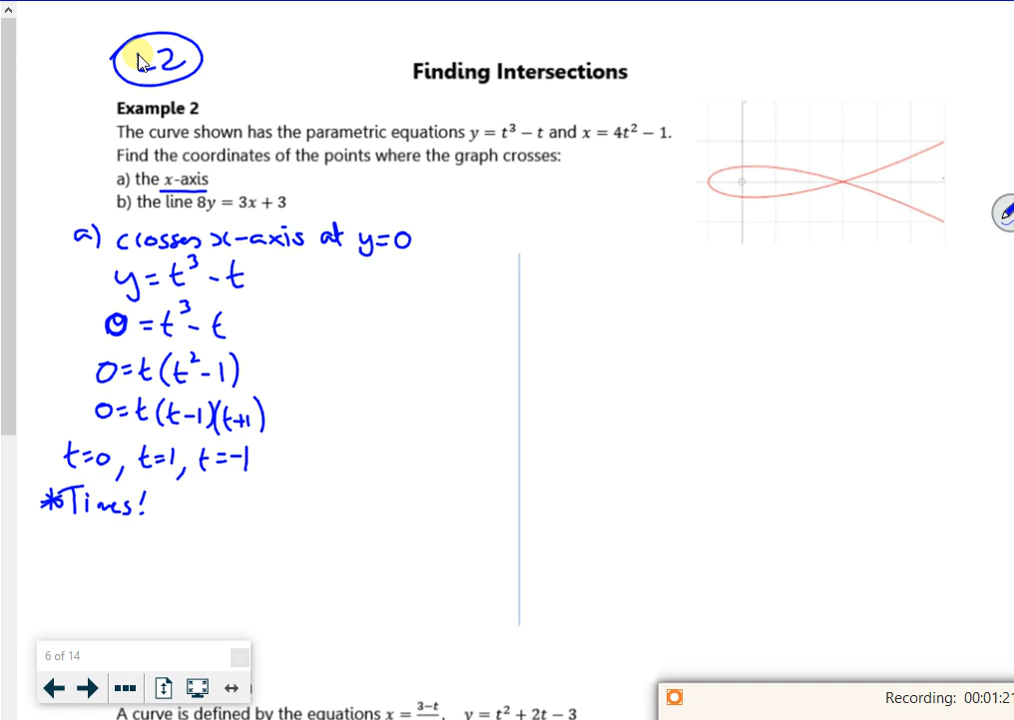 2
Finding Intersections
Example 2
The curve shown has the parametric equations y = t³ – t and x = 4t² – 1.
Find the coordinates of the points where the graph crosses:
a) the x-axis
b) the line 8y = 3x + 3
a) crosses x-axis at y=0
y = t³ - t
0 = t³ - t
0=t(t²-1)
0=t(t-1)(t+1)
t=0, t=1, t=-1
*Times!
6 of 14
A curve is defined by the equations x = 3–t , y = t² + 2t – 3
Recording: 00:01:21